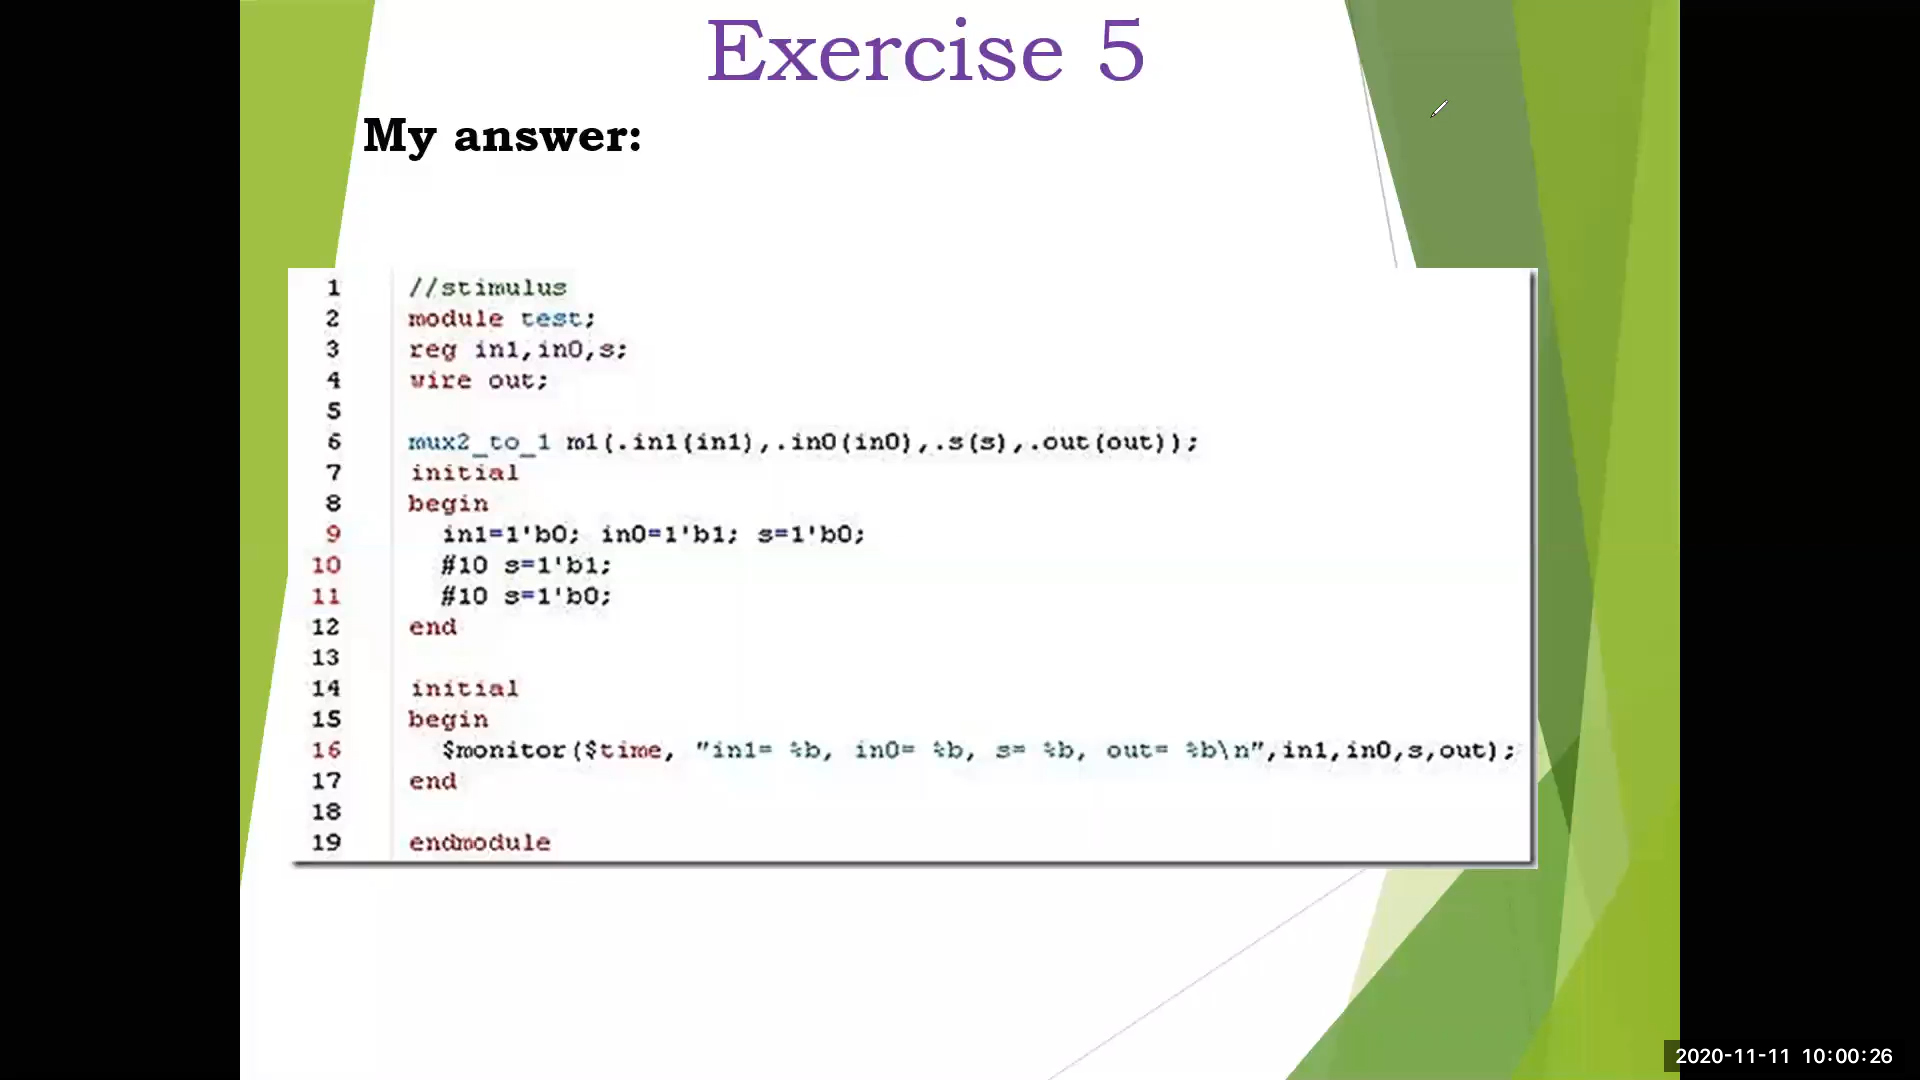 Exercise 5
My answer:
1 //stimulus
2 module test;
3 reg in1,in0,s;
4 wire out;
5
6 mux2_to_1 m1(.in1(in1),.in0(in0),.s(s),.out(out));
7 initial
8 begin
9 in1=1'b0; in0=1'b1; s=1'b0;
10 #10 s=1'b1;
11 #10 s=1'b0;
12 end
13
14 initial
15 begin
16 $monitor($time, "in1= %b, in0= %b, s= %b, out= %b\n",in1,in0,s,out);
17 end
18
19 endmodule
2020-11-11 10:00:26